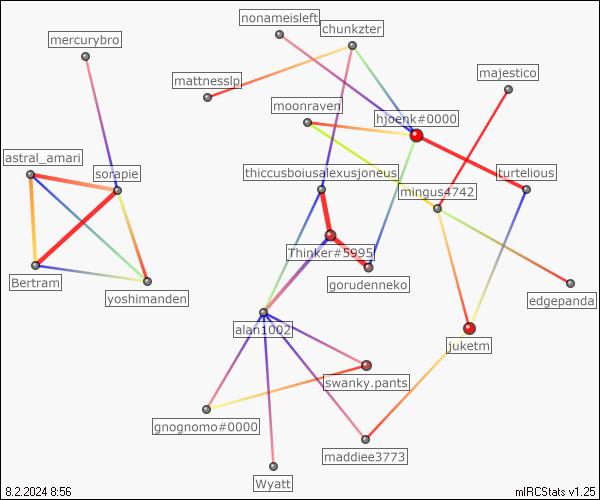 nonameisleft
chunkzter
mercurybro
majestico
mattnesslp
moonraven
hjoenk#0000
astral_amari
sorapie
thiccusboiusalexusjoneus
turtelious
mingus4742
Thinker#5995
Bertram
gorudenneko
yoshimanden
edgepanda
alan1002
juketm
swanky.pants
gnognomo#0000
maddiee3773
Wyatt
8.2.2024 8:56
mIRCStats v1.25